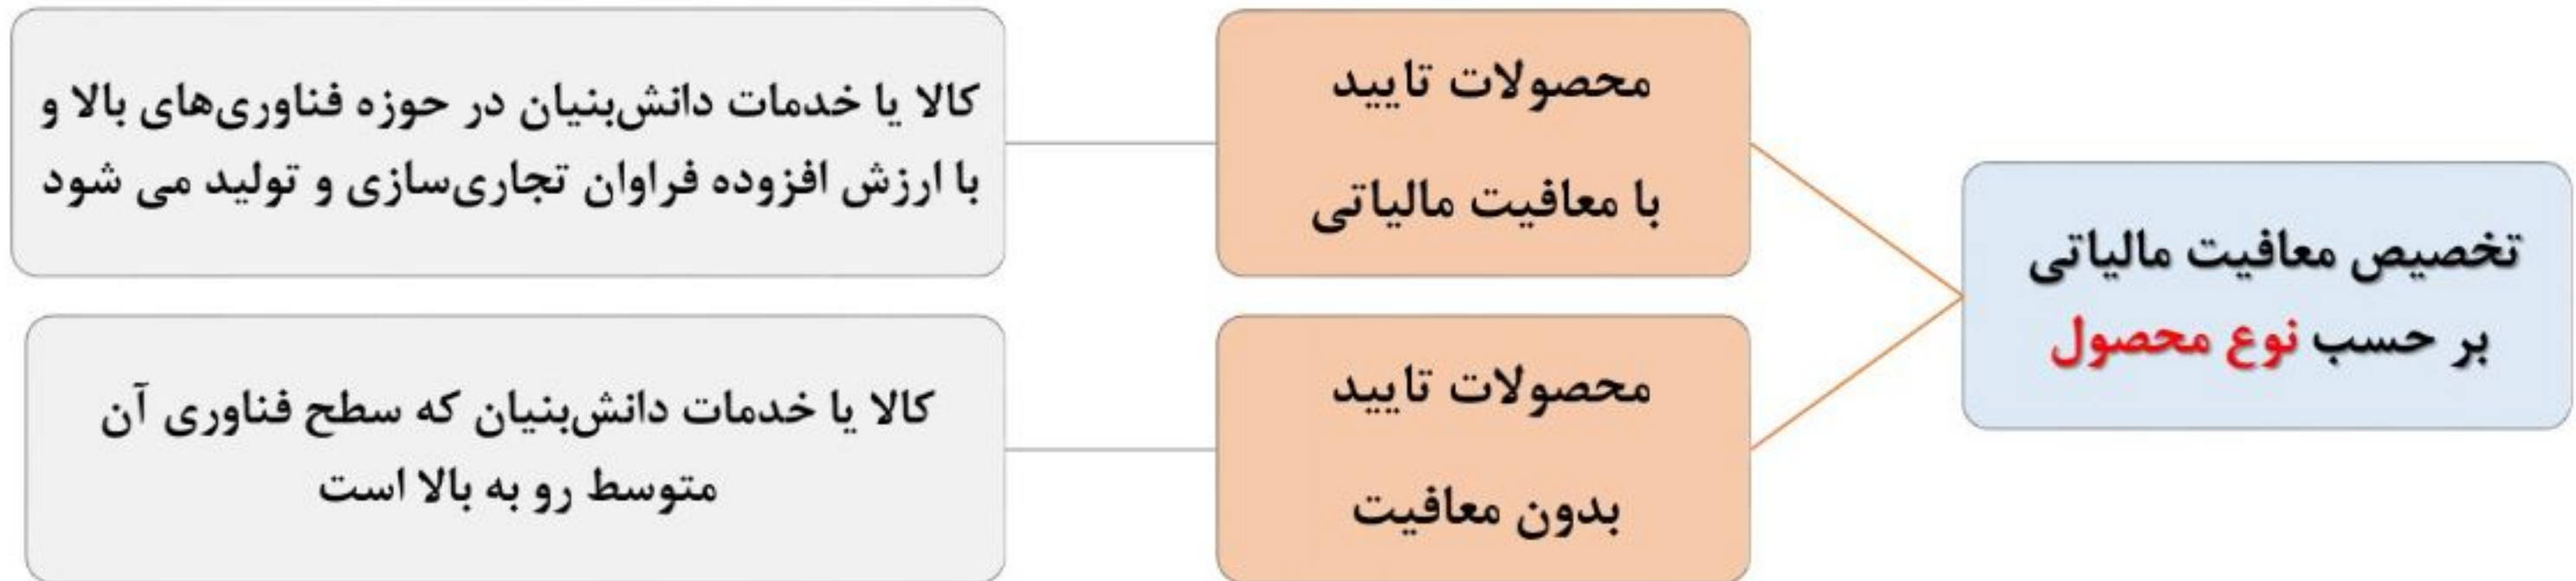 تخصیص معافیت مالیاتی
بر حسب نوع محصول
محصولات تایید
با معافیت مالیاتی
کالا یا خدمات دانش‌بنیان در حوزه فناوری‌های بالا و
با ارزش افزوده فراوان تجاری‌سازی و تولید می شود
محصولات تایید
بدون معافیت
کالا یا خدمات دانش‌بنیان که سطح فناوری آن
متوسط رو به بالا است